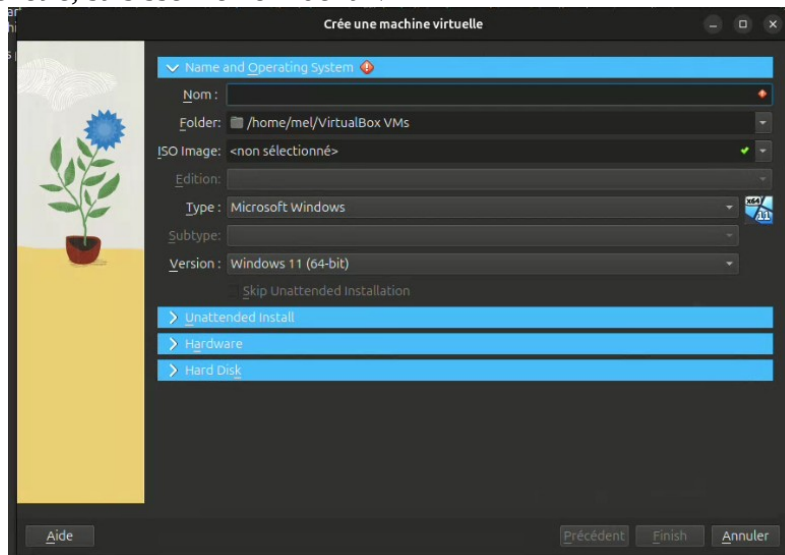 Crée une machine virtuelle
Name and Operating System
Nom :
Folder: /home/mel/VirtualBox VMs
ISO Image: <non sélectionné>
Edition:
Type : Microsoft Windows
x64
11
Subtype:
Version : Windows 11 (64-bit)
Skip Unattended Installation
Unattended Install
Hardware
Hard Disk
Aide
Précédent
Finish
Annuler